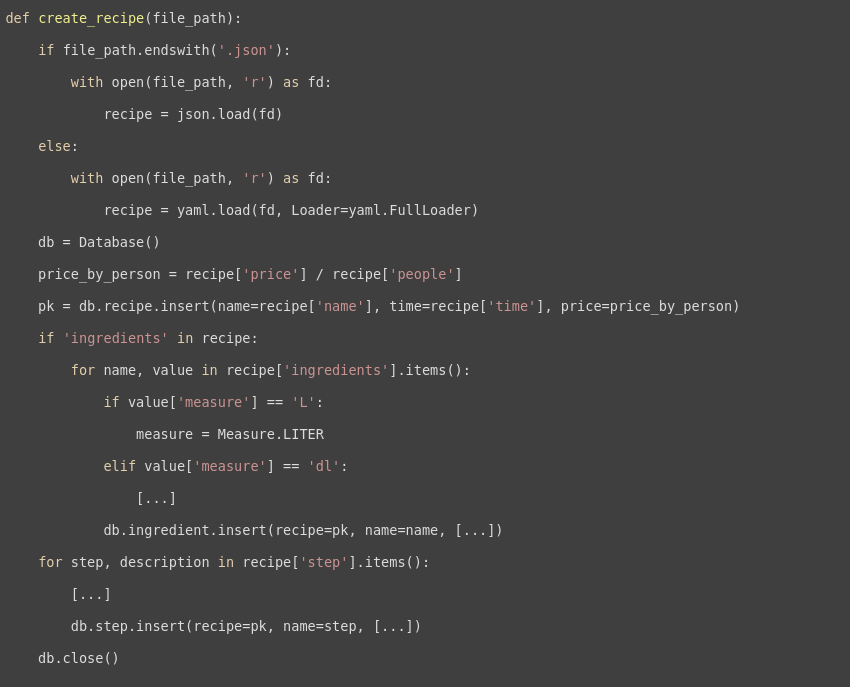 def create_recipe(file_path):
    if file_path.endswith('.json'):
        with open(file_path, 'r') as fd:
            recipe = json.load(fd)
    else:
        with open(file_path, 'r') as fd:
            recipe = yaml.load(fd, Loader=yaml.FullLoader)
    db = Database()
    price_by_person = recipe['price'] / recipe['people']
    pk = db.recipe.insert(name=recipe['name'], time=recipe['time'], price=price_by_person)
    if 'ingredients' in recipe:
        for name, value in recipe['ingredients'].items():
            if value['measure'] == 'L':
                measure = Measure.LITER
            elif value['measure'] == 'dl':
                [...]
            db.ingredient.insert(recipe=pk, name=name, [...])
    for step, description in recipe['step'].items():
        [...]
        db.step.insert(recipe=pk, name=step, [...])
    db.close()